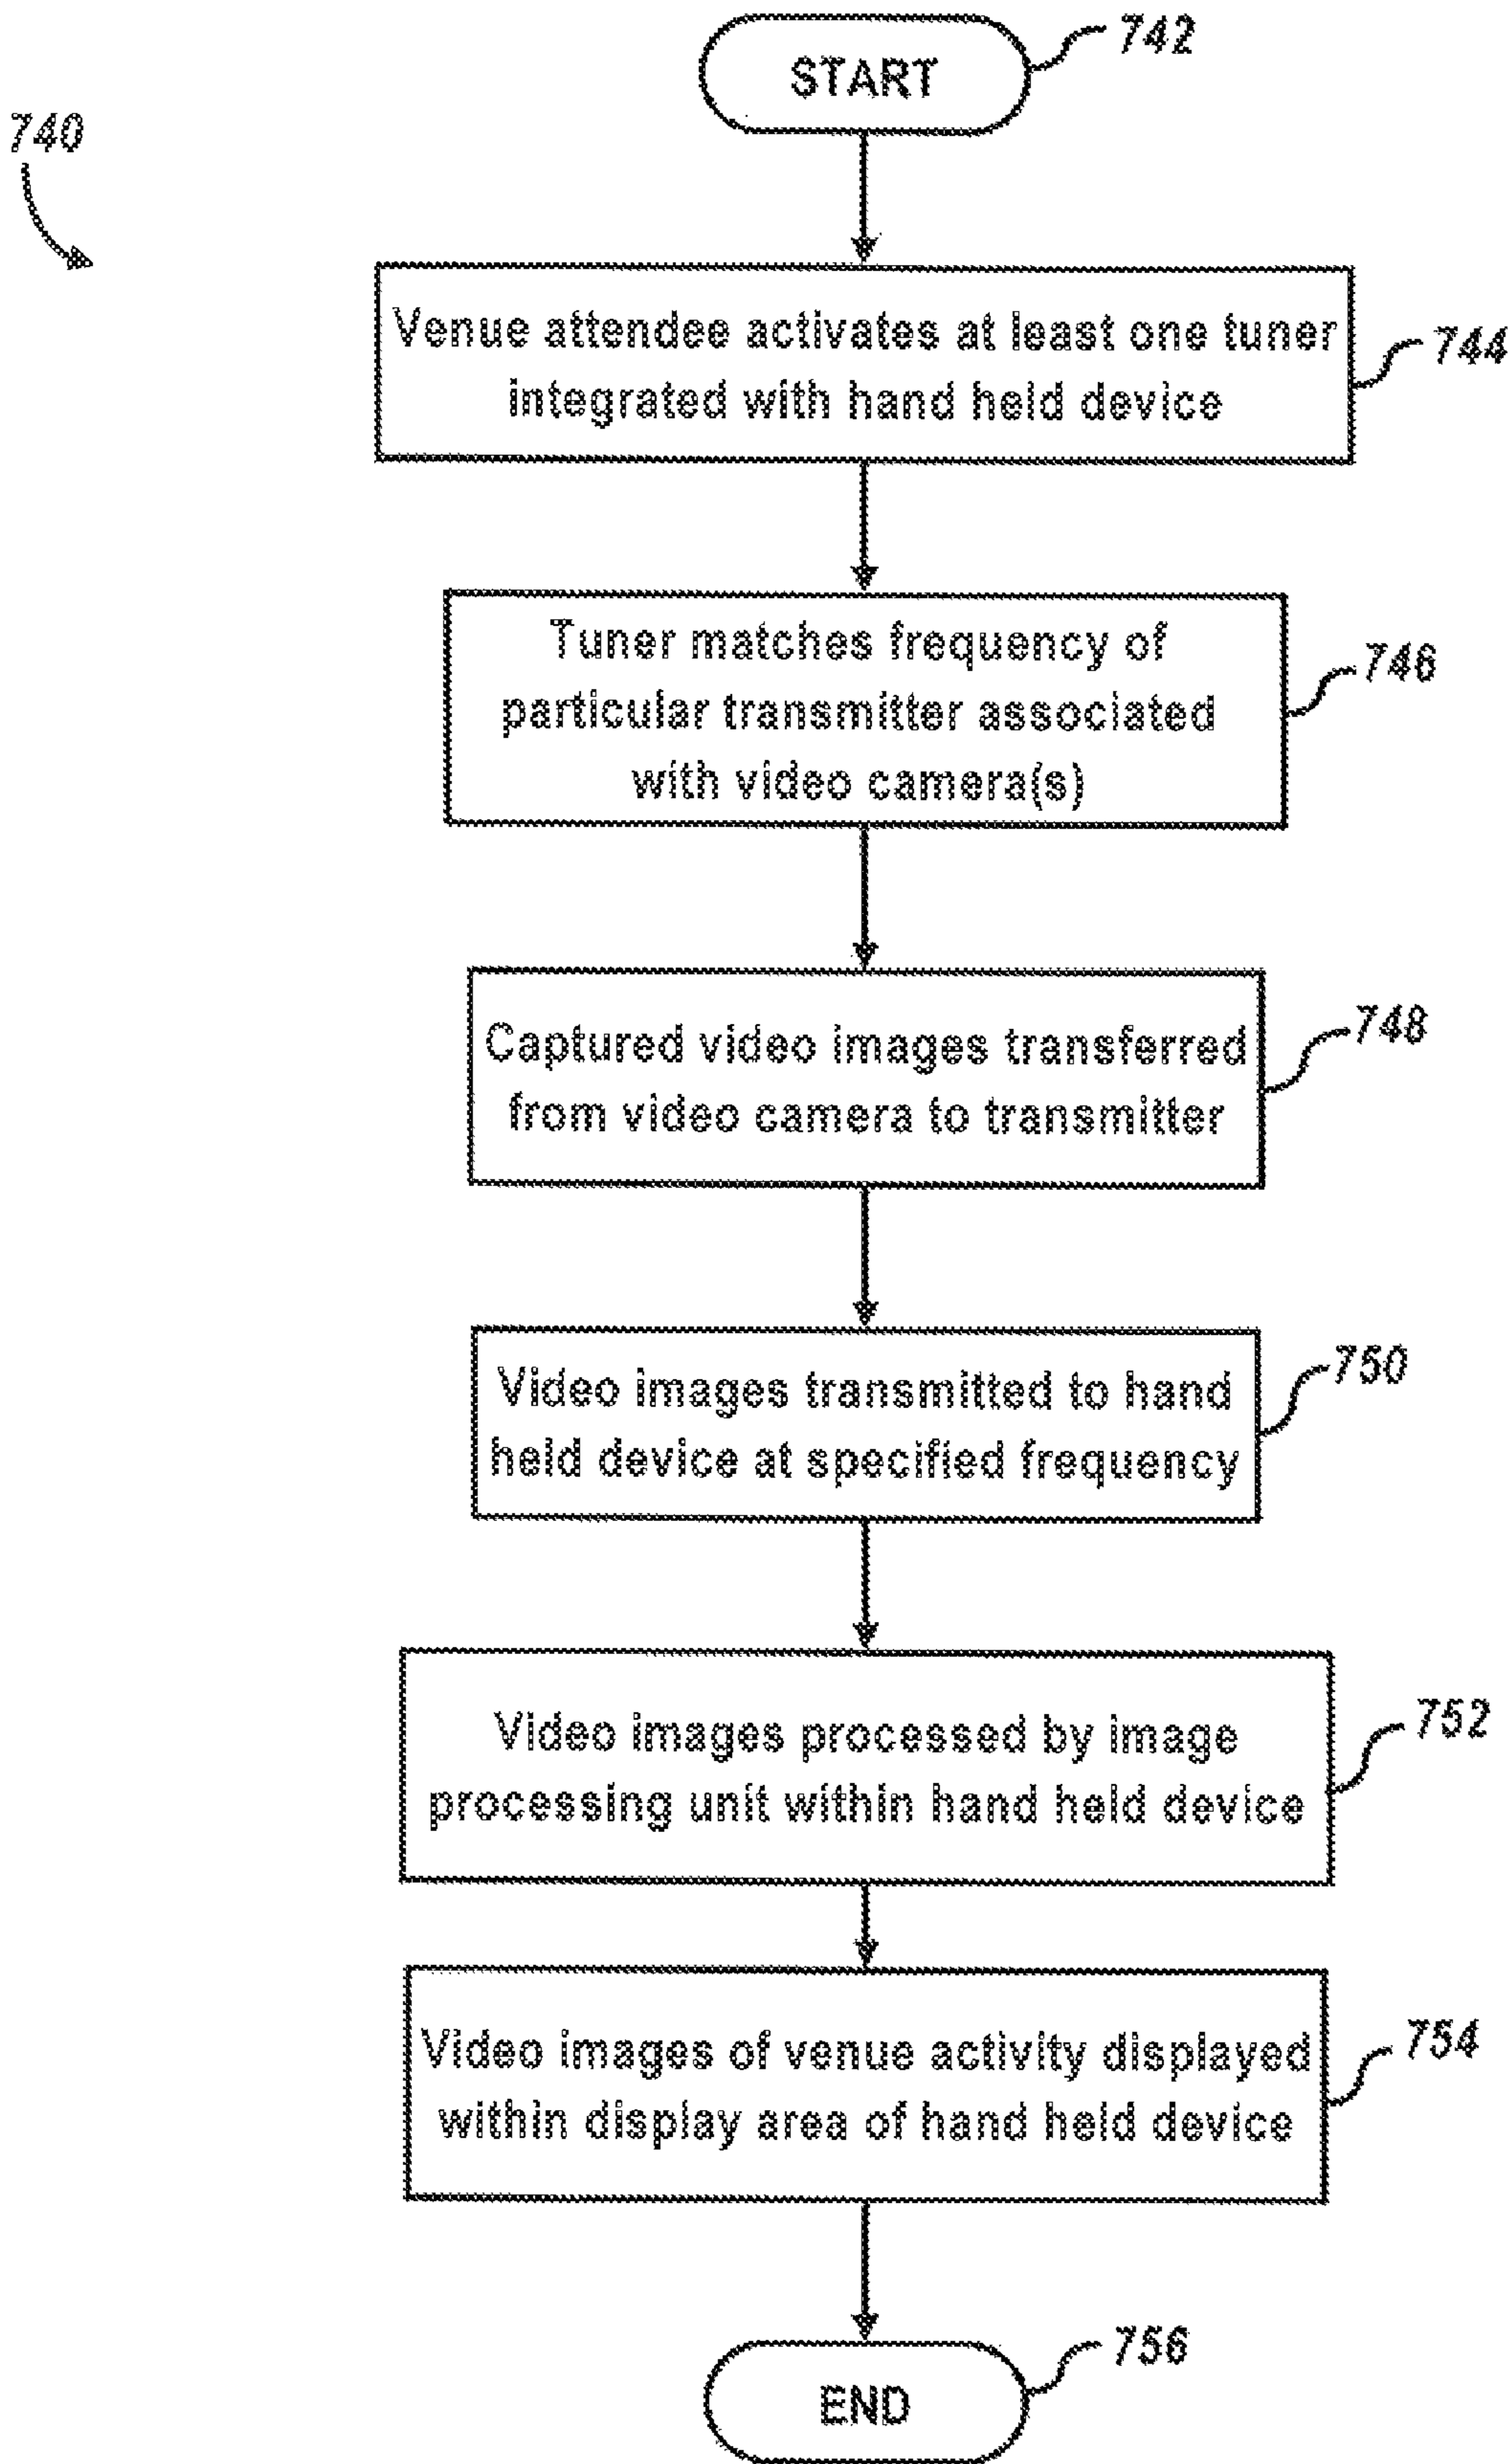 742
START
740
Venue attendee activates at least one tuner
integrated with hand held device
744
Tuner matches frequency of
particular transmitter associated
with video camera(s)
746
Captured video images transferred
from video camera to transmitter
748
Video images transmitted to hand
held device at specified frequency
750
Video images processed by image
processing unit within hand held device
752
Video images of venue activity displayed
within display area of hand held device
754
756
END